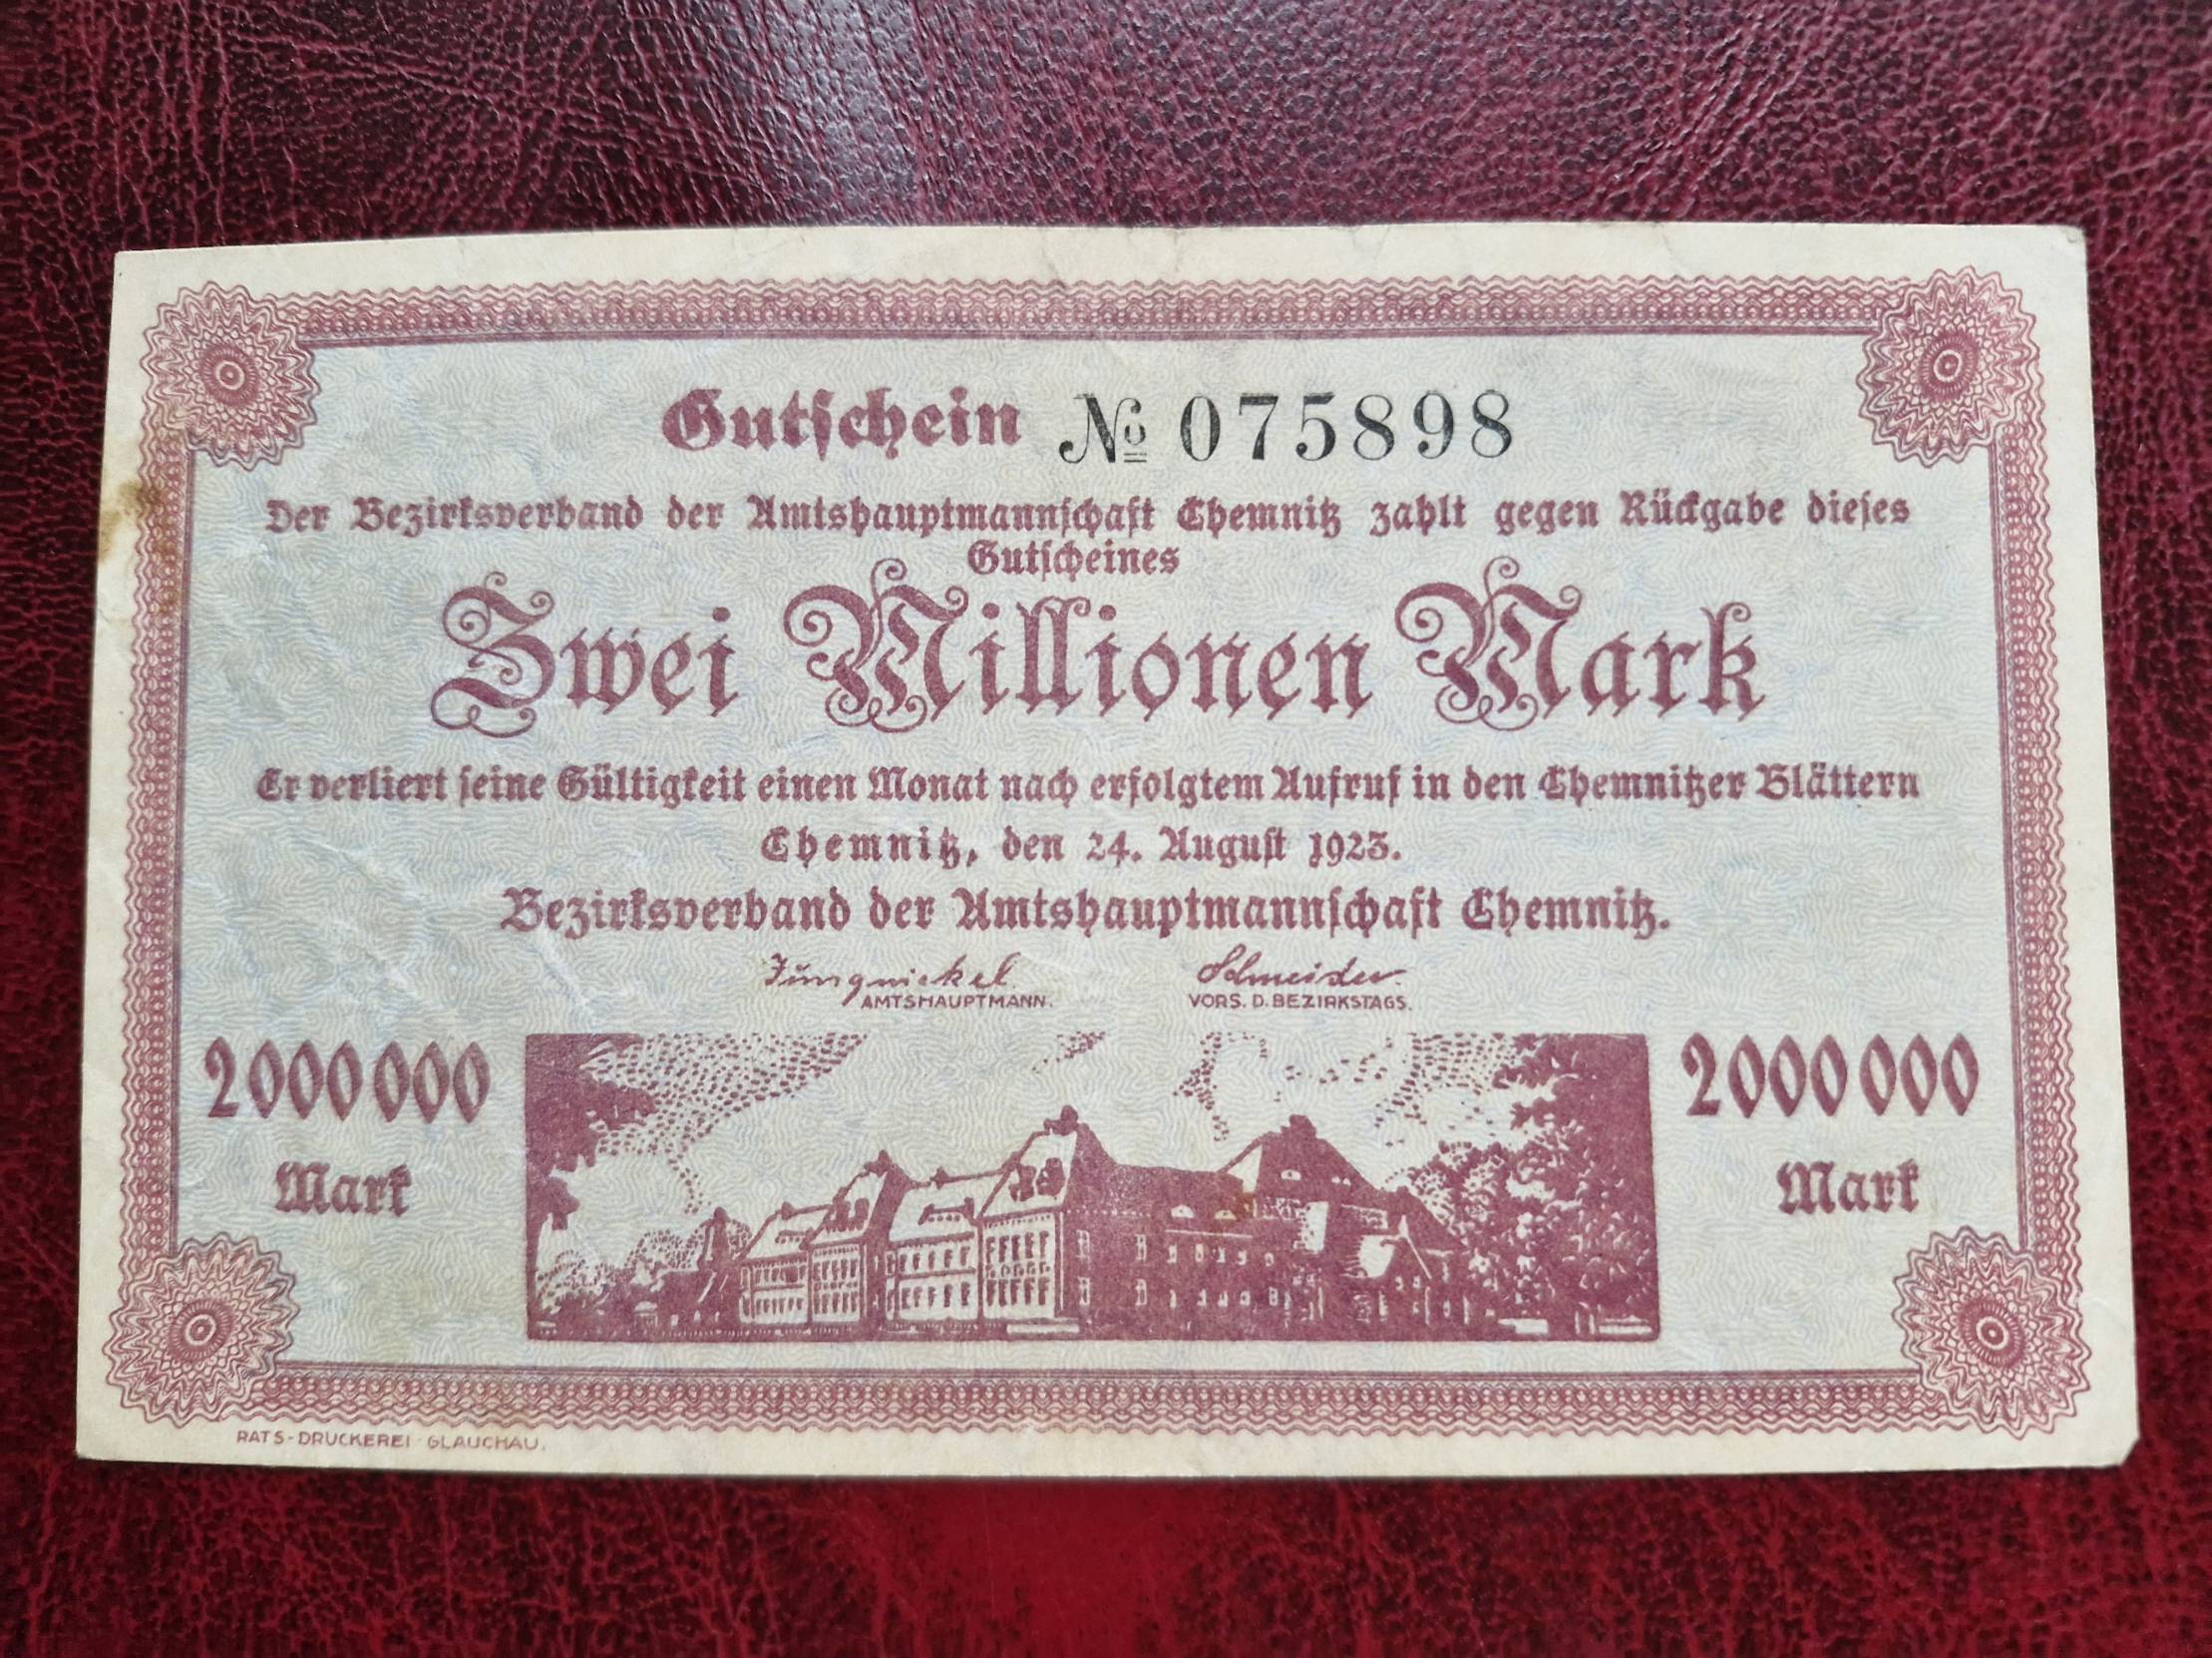 Gutschein № 075898
Der Bezirksverband der Amtshauptmannschaft Chemnitz zahlt gegen Rückgabe dieses
Gutscheines
Zwei Millionen Mark
Er verliert seine Gültigkeit einen Monat nach erfolgtem Aufruf in den Chemnitzer Blättern
Chemnitz, den 24. August 1923.
Bezirksverband der Amtshauptmannschaft Chemnitz.
Jungnickel. Schneider.
AMTSHAUPTMANN. VORS. D. BEZIRKSTAGS.
2000000 2000000
Mark Mark
RATS-DRUCKEREI GLAUCHAU.